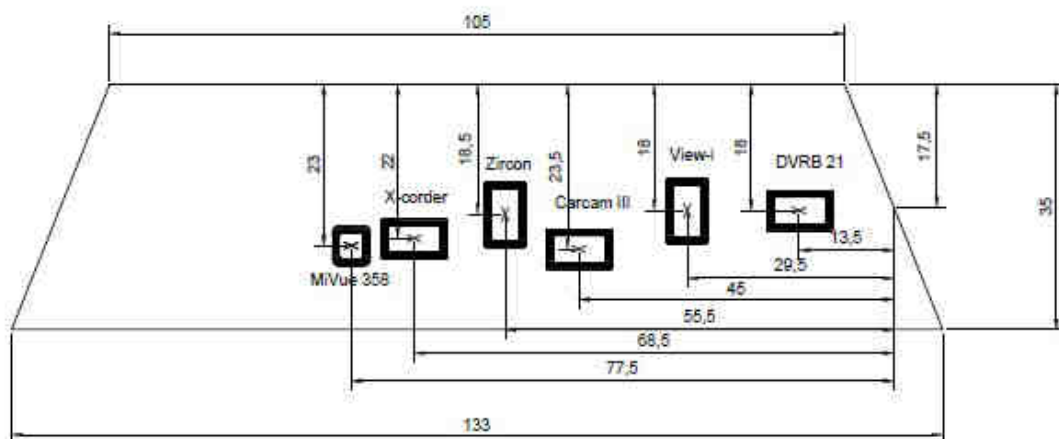 105
23
22
18,5
23,5
18
18
17,5
35
Zircon
View-i
DVRB 21
X-corder
Carcam III
MiVue 358
13,5
29,5
45
55,5
68,5
77,5
133